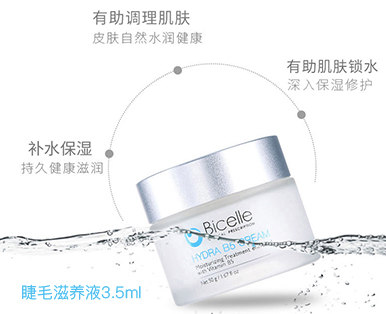 有助调理肌肤
皮肤自然水润健康
有助肌肤锁水
深入保湿修护
补水保湿
持久健康滋润
Bicelle
HYDRA B5 CREAM
Moisturizing Treatment
with Vitamin B5
睫毛滋养液3.5ml